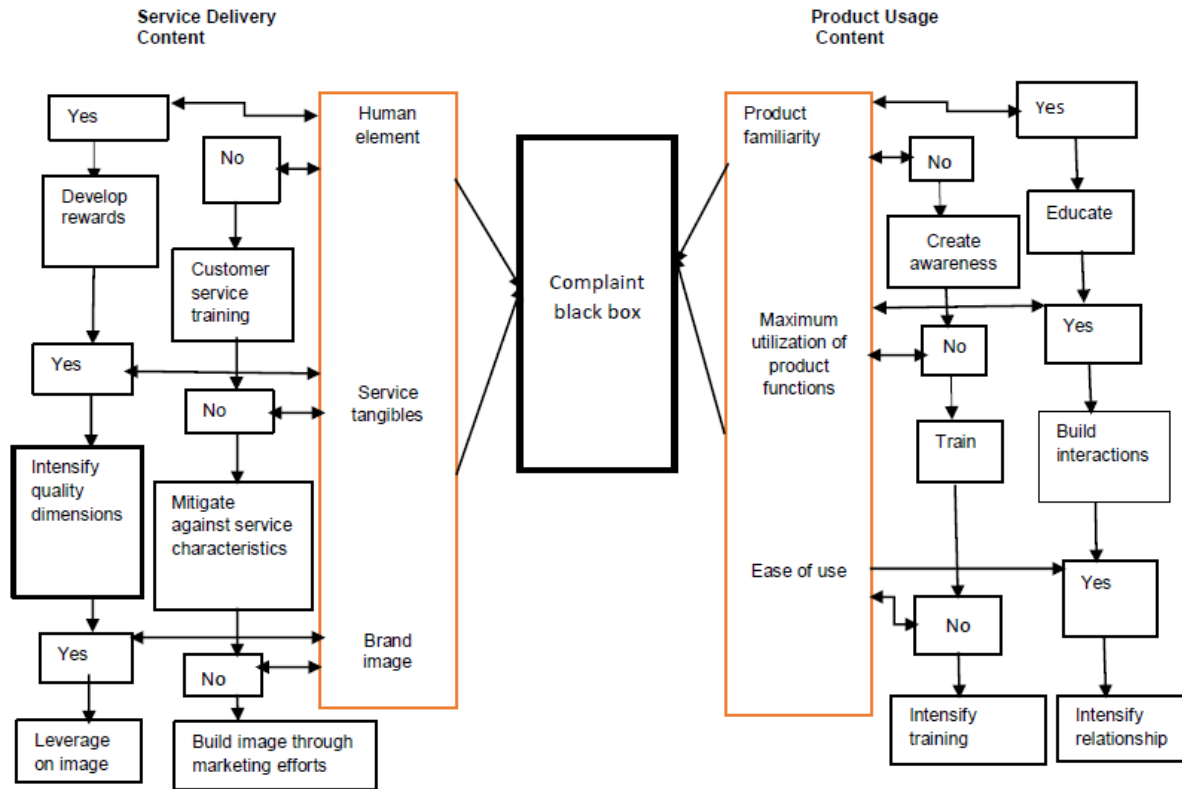 Service Delivery
Content
Product Usage
Content
Yes
No
Develop
rewards
Customer
service
training
Yes
No
Intensify
quality
dimensions
Mitigate
against service
characteristics
Yes
No
Leverage
on image
Build image through
marketing efforts
Human
element
Service
tangibles
Brand
image
Complaint
black box
Product
familiarity
Maximum
utilization of
product
functions
Ease of use
No
Create
awareness
No
Train
No
Intensify
training
Yes
Educate
Yes
Build
interactions
Yes
Intensify
relationship